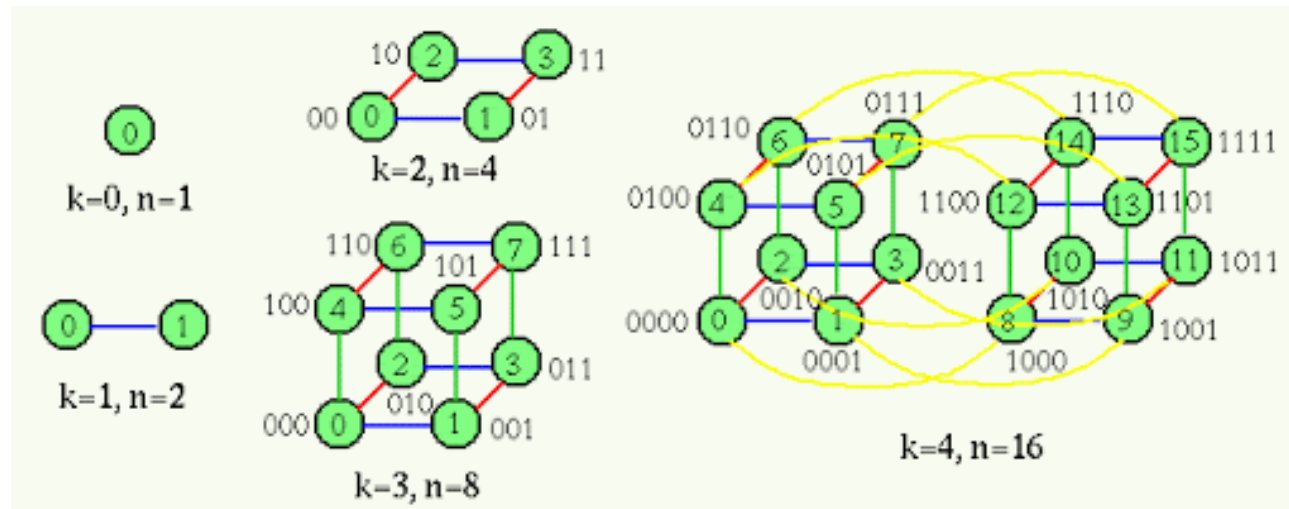 0
k=0, n=1
0 1
k=1, n=2
10 2 3 11
00 0 1 01
k=2, n=4
110 6 7 111
101
100 4 5
2 3 011
010
000 0 1 001
k=3, n=8
0111 1110
0110 6 7 14 15 1111
0101
0100 4 5 1100 12 13 1101
2 3 0011 10 11 1011
0010 1010
0000 0 1 8 9 1001
0001 1000
k=4, n=16